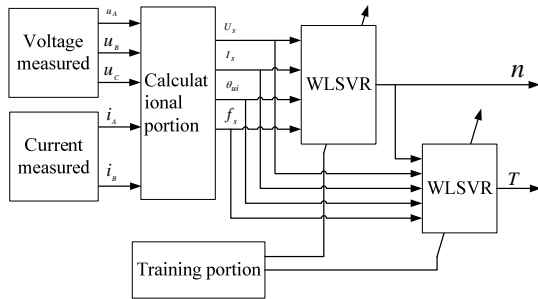 Voltage
measured
u_A
u_B
u_C
Current
measured
i_A
i_B
Calculat
ional
portion
U_s
I_s
θ_ui
f_s
WLSVR
n
WLSVR
T
Training portion